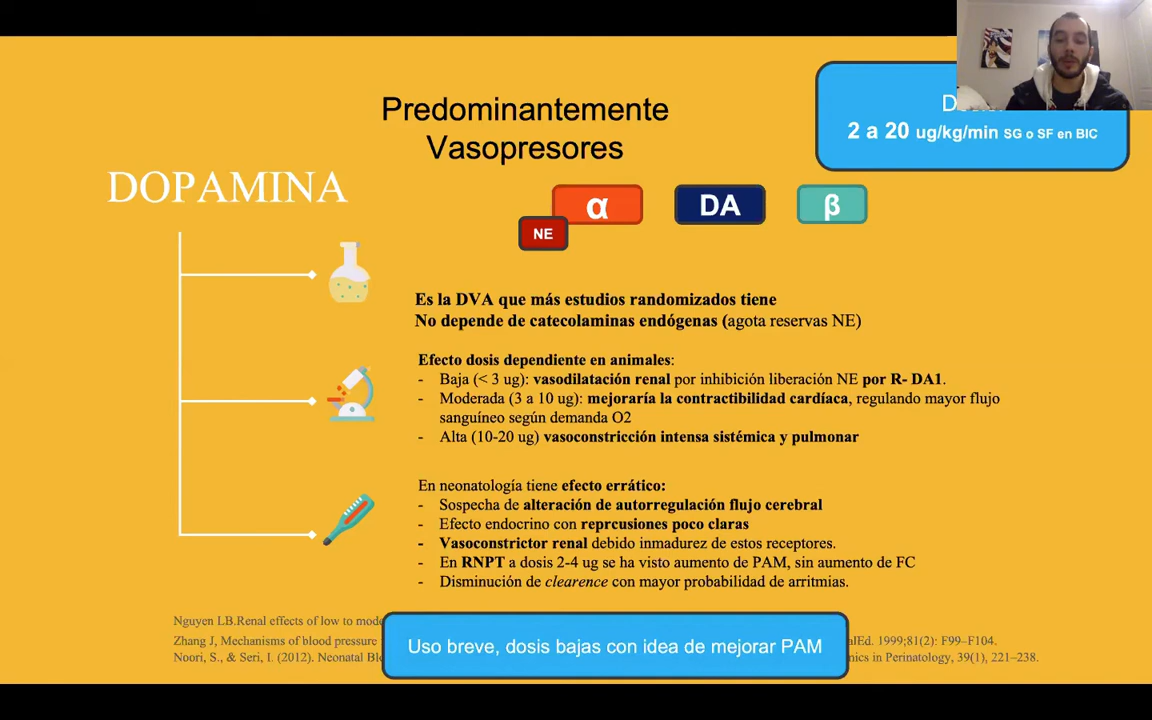 Predominantemente
Vasopresores
2 a 20 ug/kg/min SG o SF en BIC
DOPAMINA
α
DA
β
NE
Es la DVA que más estudios randomizados tiene
No depende de catecolaminas endógenas (agota reservas NE)
Efecto dosis dependiente en animales:
- Baja (< 3 ug): vasodilatación renal por inhibición liberación NE por R- DA1.
- Moderada (3 a 10 ug): mejoraría la contractibilidad cardíaca, regulando mayor flujo
sanguíneo según demanda O2
- Alta (10-20 ug) vasoconstricción intensa sistémica y pulmonar
En neonatología tiene efecto errático:
- Sospecha de alteración de autorregulación flujo cerebral
- Efecto endocrino con reprcusiones poco claras
- Vasoconstrictor renal debido inmadurez de estos receptores.
- En RNPT a dosis 2-4 ug se ha visto aumento de PAM, sin aumento de FC
- Disminución de clearence con mayor probabilidad de arritmias.
Nguyen LB.Renal effects of low to
Zhang J, Mechanisms of blood pressure 1999;81(2): F99–F104.
Noori, S., & Seri, I. (2012). Neonatal in Perinatology, 39(1), 221–238.
Uso breve, dosis bajas con idea de mejorar PAM